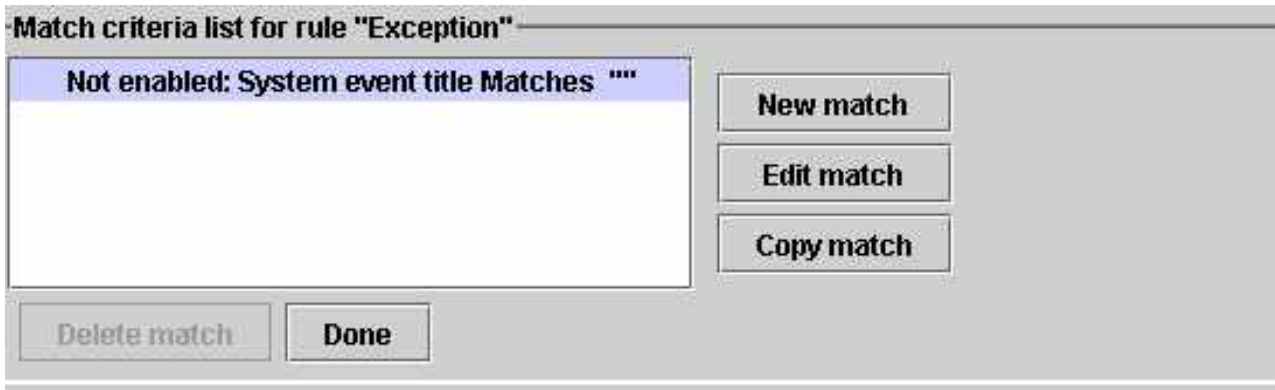 Match criteria list for rule "Exception"
Not enabled: System event title Matches ""
New match
Edit match
Copy match
Delete match
Done